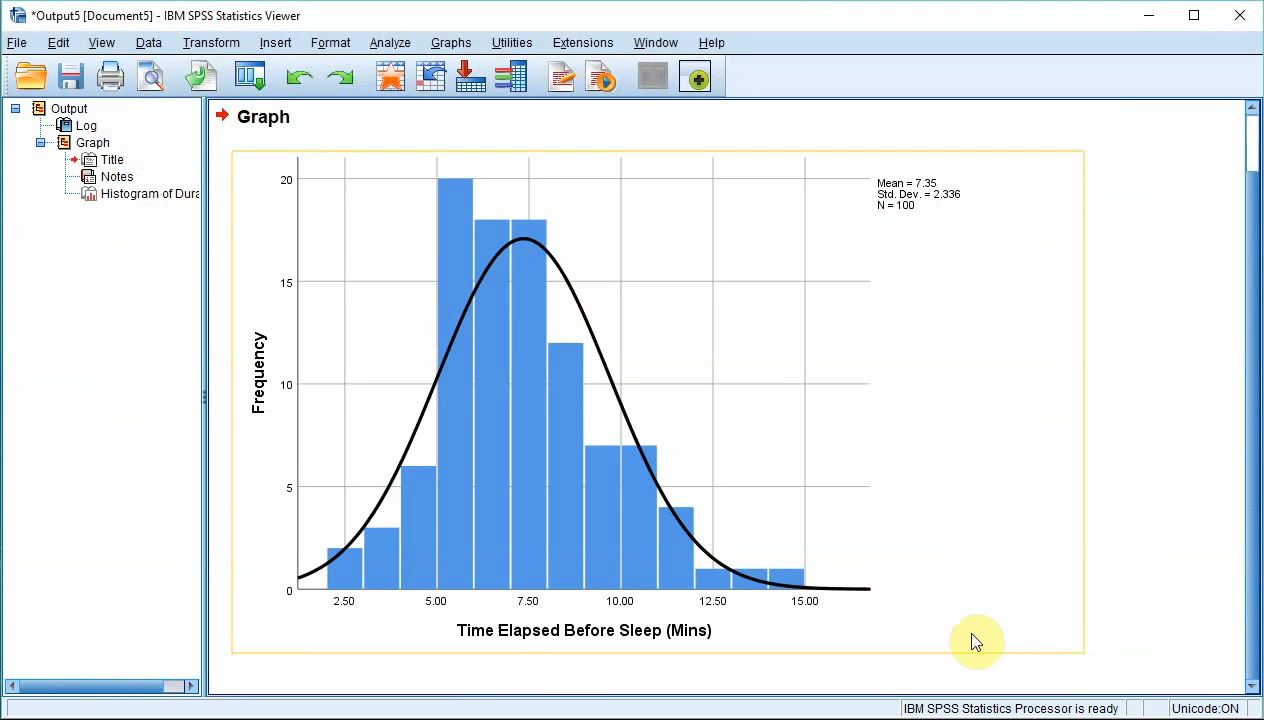 *Output5 [Document5] - IBM SPSS Statistics Viewer
File Edit View Data Transform Insert Format Analyze Graphs Utilities Extensions Window Help
Output
Log
Graph
Title
Notes
Histogram of Dura
Graph
Mean = 7.35
Std. Dev. = 2.336
N = 100
20
15
10
5
0
Frequency
2.50 5.00 7.50 10.00 12.50 15.00
Time Elapsed Before Sleep (Mins)
IBM SPSS Statistics Processor is ready Unicode:ON